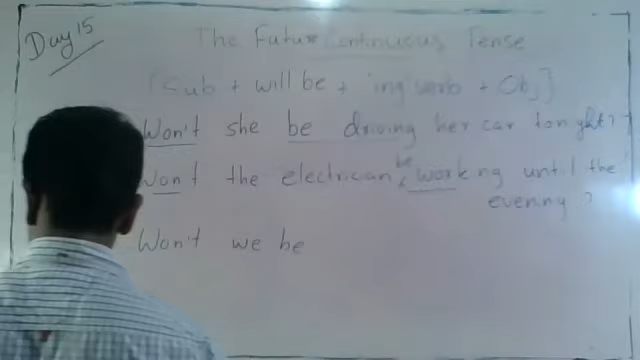 Day 15
The Future Continuous Tense
{Sub + will be + ing verb + Obj}
Won't she be driving her car tonight?
Won't the electrican be working until the
evening?
Won't we be